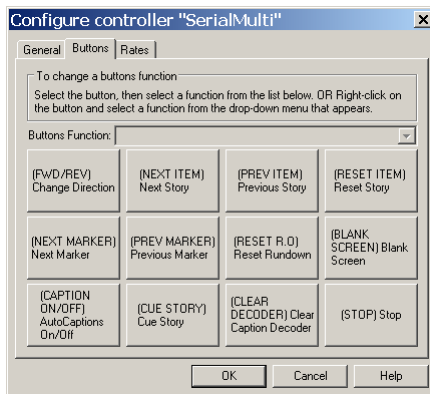 Configure controller "SerialMulti"
General Buttons Rates
To change a buttons function
Select the button, then select a function from the list below. OR Right-click on
the button and select a function from the drop-down menu that appears.
Buttons Function:
(FWD/REV)
Change Direction
(NEXT ITEM)
Next Story
(PREV ITEM)
Previous Story
(RESET ITEM)
Reset Story
(NEXT MARKER)
Next Marker
(PREV MARKER)
Previous Marker
(RESET R.O)
Reset Rundown
(BLANK
SCREEN) Blank
Screen
(CAPTION
ON/OFF)
AutoCaptions
On/Off
(CUE STORY)
Cue Story
(CLEAR
DECODER) Clear
Caption Decoder
(STOP) Stop
OK Cancel Help